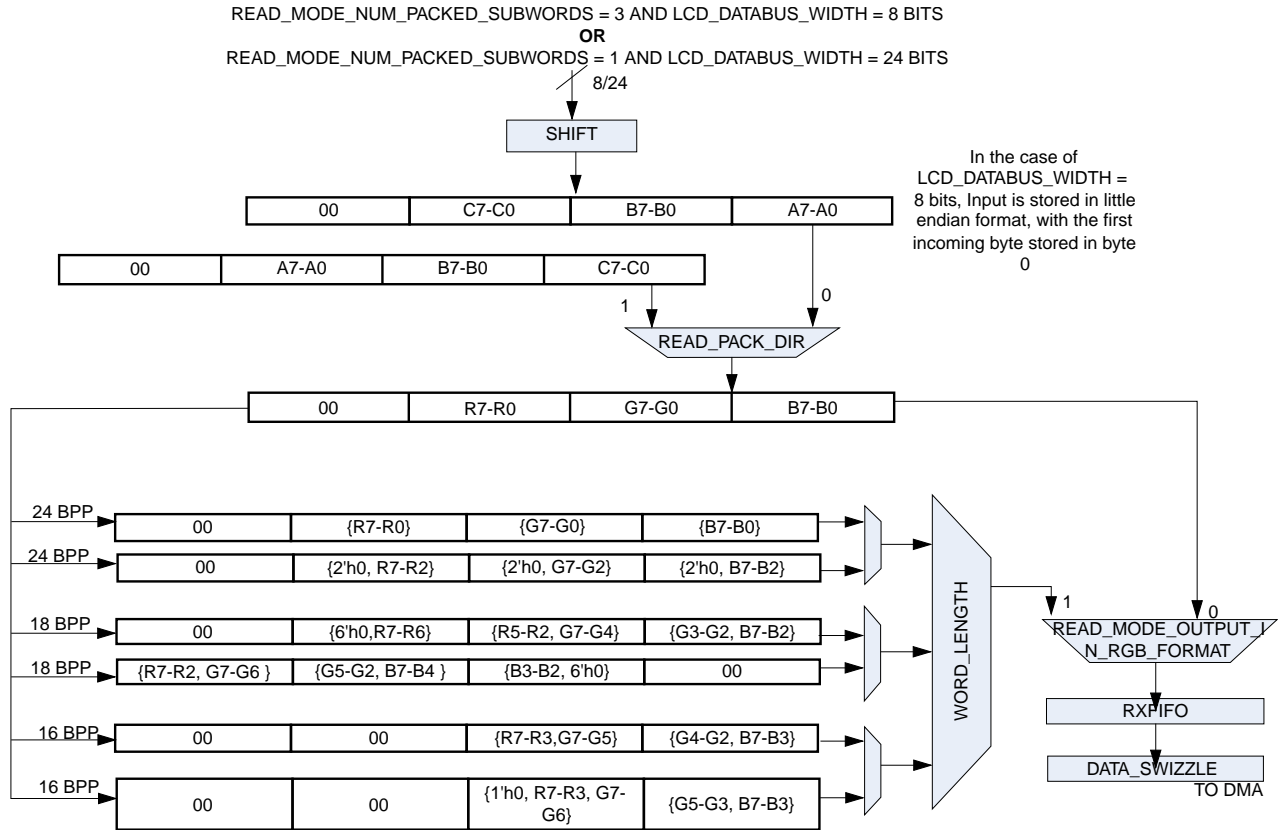 READ_MODE_NUM_PACKED_SUBWORDS = 3 AND LCD_DATABUS_WIDTH = 8 BITS
OR
READ_MODE_NUM_PACKED_SUBWORDS = 1 AND LCD_DATABUS_WIDTH = 24 BITS
8/24
SHIFT
In the case of
LCD_DATABUS_WIDTH =
8 bits, Input is stored in little
endian format, with the first
incoming byte stored in byte
0
00 C7-C0 B7-B0 A7-A0
00 A7-A0 B7-B0 C7-C0
1 0
READ_PACK_DIR
00 R7-R0 G7-G0 B7-B0
24 BPP 00 {R7-R0} {G7-G0} {B7-B0}
24 BPP 00 {2'h0, R7-R2} {2'h0, G7-G2} {2'h0, B7-B2}
18 BPP 00 {6'h0,R7-R6} {R5-R2, G7-G4} {G3-G2, B7-B2}
18 BPP {R7-R2, G7-G6 } {G5-G2, B7-B4 } {B3-B2, 6'h0} 00
16 BPP 00 00 {R7-R3,G7-G5} {G4-G2, B7-B3}
16 BPP 00 00 {1'h0, R7-R3, G7-
G6} {G5-G3, B7-B3}
WORD_LENGTH
1 0
READ_MODE_OUTPUT_I
N_RGB_FORMAT
RXFIFO
DATA_SWIZZLE
TO DMA